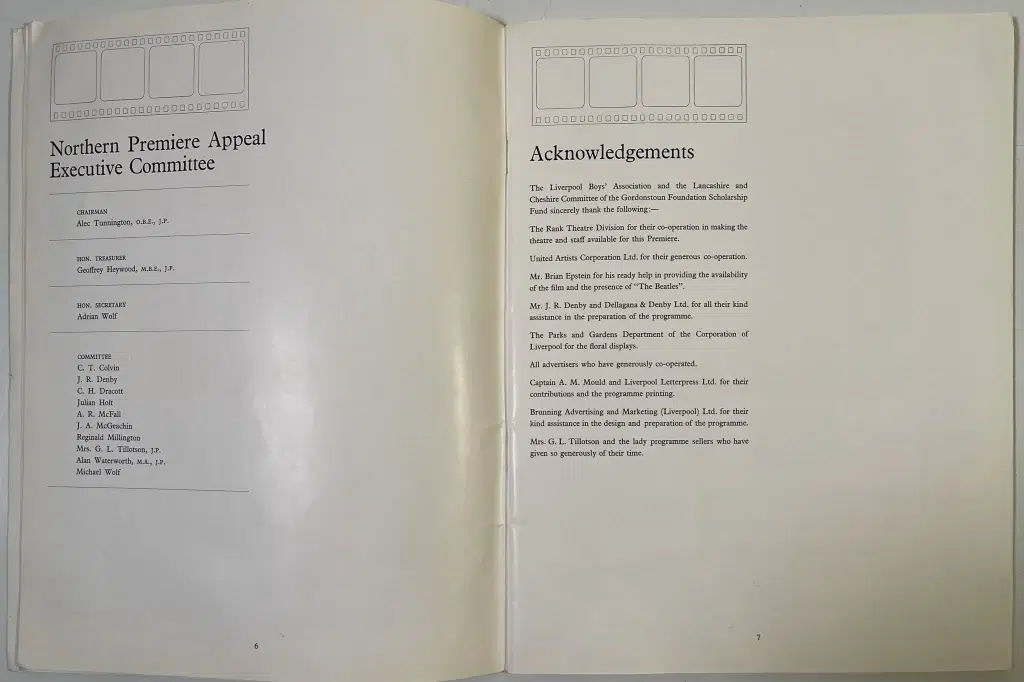 Northern Premiere Appeal
Executive Committee
CHAIRMAN
Alec Tunnington, O.B.E., J.P.
HON. TREASURER
Geoffrey Heywood, M.B.E., J.P.
HON. SECRETARY
Adrian Wolf
COMMITTEE
C. T. Colvin
J. R. Denby
C. H. Dracott
Julian Holt
A. R. McFall
J. A. McGeachin
Reginald Millington
Mrs. G. L. Tillotson, J.P.
Alan Waterworth, M.A., J.P.
Michael Wolf
6
Acknowledgements
The Liverpool Boys' Association and the Lancashire and
Cheshire Committee of the Gordonstoun Foundation Scholarship
Fund sincerely thank the following:—
The Rank Theatre Division for their co-operation in making the
theatre and staff available for this Premiere.
United Artists Corporation Ltd. for their generous co-operation.
Mr. Brian Epstein for his ready help in providing the availability
of the film and the presence of "The Beatles".
Mr. J. R. Denby and Dellagana & Denby Ltd. for all their kind
assistance in the preparation of the programme.
The Parks and Gardens Department of the Corporation of
Liverpool for the floral displays.
All advertisers who have generously co-operated.
Captain A. M. Mould and Liverpool Letterpress Ltd. for their
contributions and the programme printing.
Brunning Advertising and Marketing (Liverpool) Ltd. for their
kind assistance in the design and preparation of the programme.
Mrs. G. L. Tillotson and the lady programme sellers who have
given so generously of their time.
7